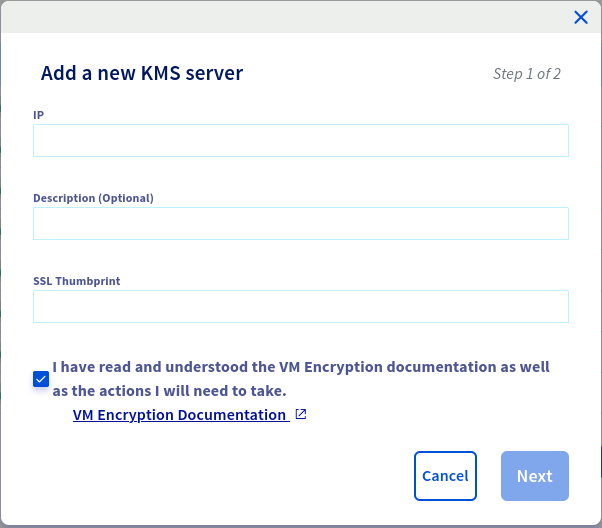 Add a new KMS server
Step 1 of 2
IP
Description (Optional)
SSL Thumbprint
I have read and understood the VM Encryption documentation as well
as the actions I will need to take.
VM Encryption Documentation
Cancel
Next